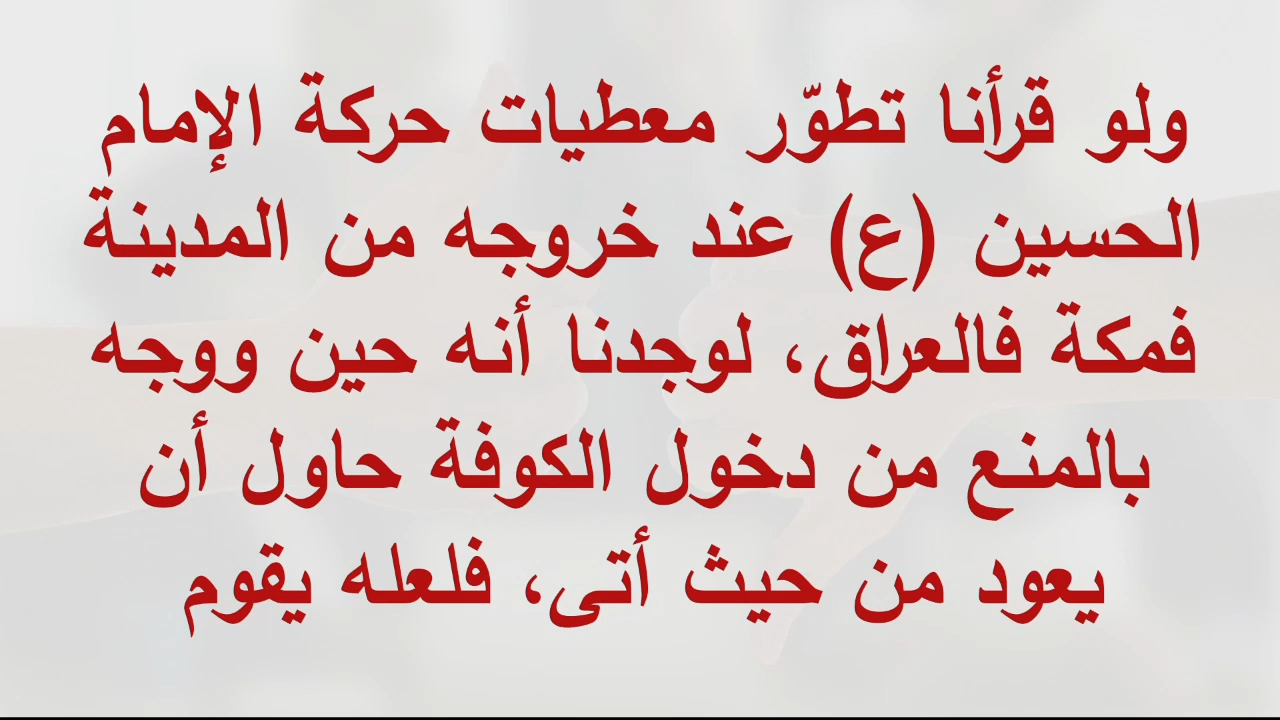 ولو قرأنا تطوّر معطيات حركة الإمام
الحسين (ع) عند خروجه من المدينة
فمكة فالعراق، لوجدنا أنه حين ووجه
بالمنع من دخول الكوفة حاول أن
يعود من حيث أتى، فلعله يقوم